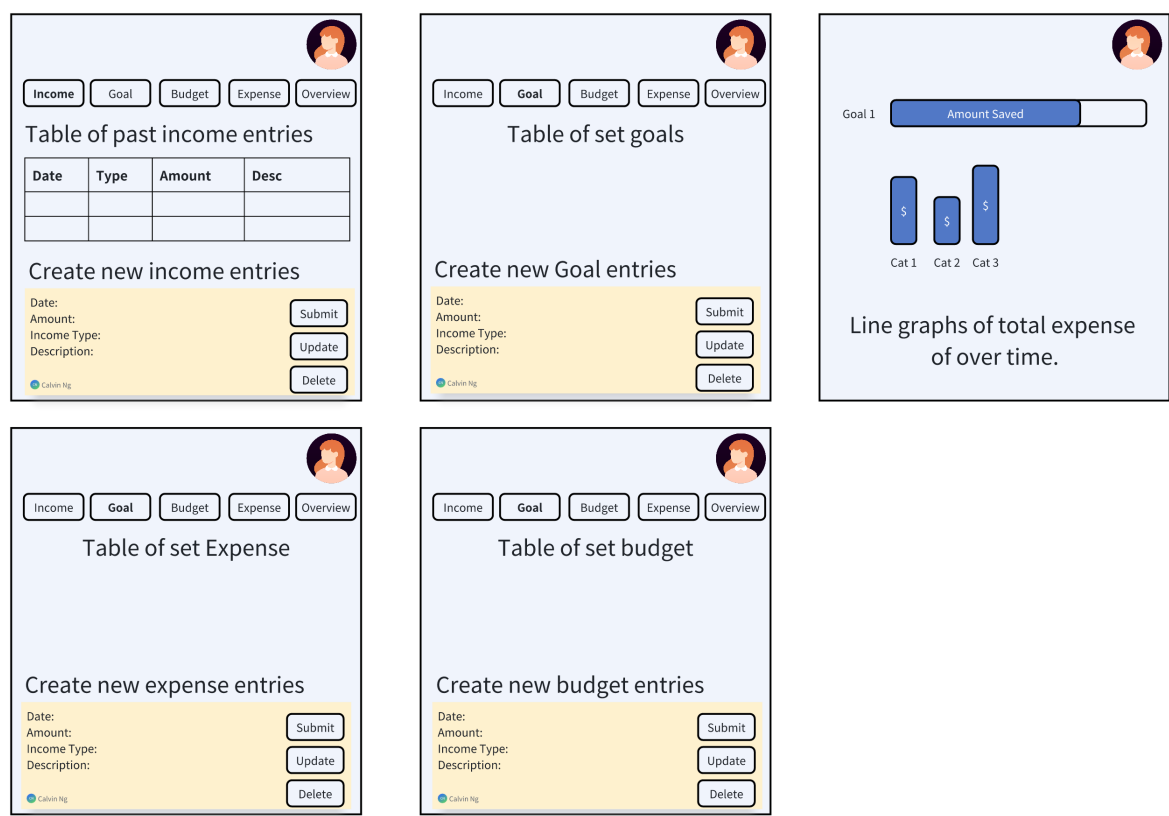 Income Goal Budget Expense Overview
Table of past income entries
Date Type Amount Desc
Create new income entries
Date:
Amount:
Income Type:
Description:
Submit
Update
Delete
Calvin Ng
Income Goal Budget Expense Overview
Table of set goals
Create new Goal entries
Date:
Amount:
Income Type:
Description:
Submit
Update
Delete
Calvin Ng
Goal 1 Amount Saved
$ $ $
Cat 1 Cat 2 Cat 3
Line graphs of total expense
of over time.
Income Goal Budget Expense Overview
Table of set Expense
Create new expense entries
Date:
Amount:
Income Type:
Description:
Submit
Update
Delete
Calvin Ng
Income Goal Budget Expense Overview
Table of set budget
Create new budget entries
Date:
Amount:
Income Type:
Description:
Submit
Update
Delete
Calvin Ng